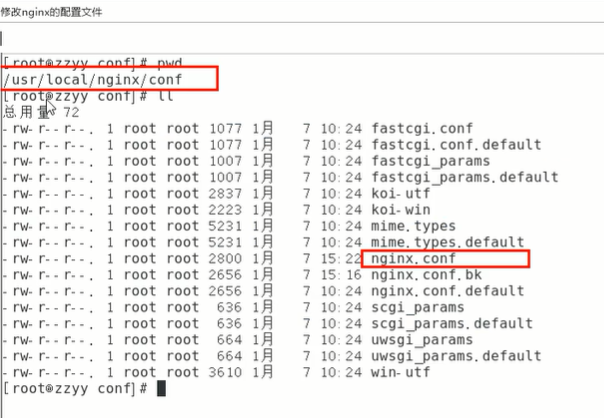 修改nginx的配置文件
[root@zzyy conf]# pwd
/usr/local/nginx/conf
[root@zzyy conf]# ll
总用量 72
-rw-r--r--. 1 root root 1077 1月 7 10:24 fastcgi.conf
-rw-r--r--. 1 root root 1077 1月 7 10:24 fastcgi.conf.default
-rw-r--r--. 1 root root 1007 1月 7 10:24 fastcgi_params
-rw-r--r--. 1 root root 1007 1月 7 10:24 fastcgi_params.default
-rw-r--r--. 1 root root 2837 1月 7 10:24 koi-utf
-rw-r--r--. 1 root root 2223 1月 7 10:24 koi-win
-rw-r--r--. 1 root root 5231 1月 7 10:24 mime.types
-rw-r--r--. 1 root root 5231 1月 7 10:24 mime.types.default
-rw-r--r--. 1 root root 2800 1月 7 15:22 nginx.conf
-rw-r--r--. 1 root root 2656 1月 7 15:16 nginx.conf.bk
-rw-r--r--. 1 root root 2656 1月 7 10:24 nginx.conf.default
-rw-r--r--. 1 root root 636 1月 7 10:24 scgi_params
-rw-r--r--. 1 root root 636 1月 7 10:24 scgi_params.default
-rw-r--r--. 1 root root 664 1月 7 10:24 uwsgi_params
-rw-r--r--. 1 root root 664 1月 7 10:24 uwsgi_params.default
-rw-r--r--. 1 root root 3610 1月 7 10:24 win-utf
[root@zzyy conf]#